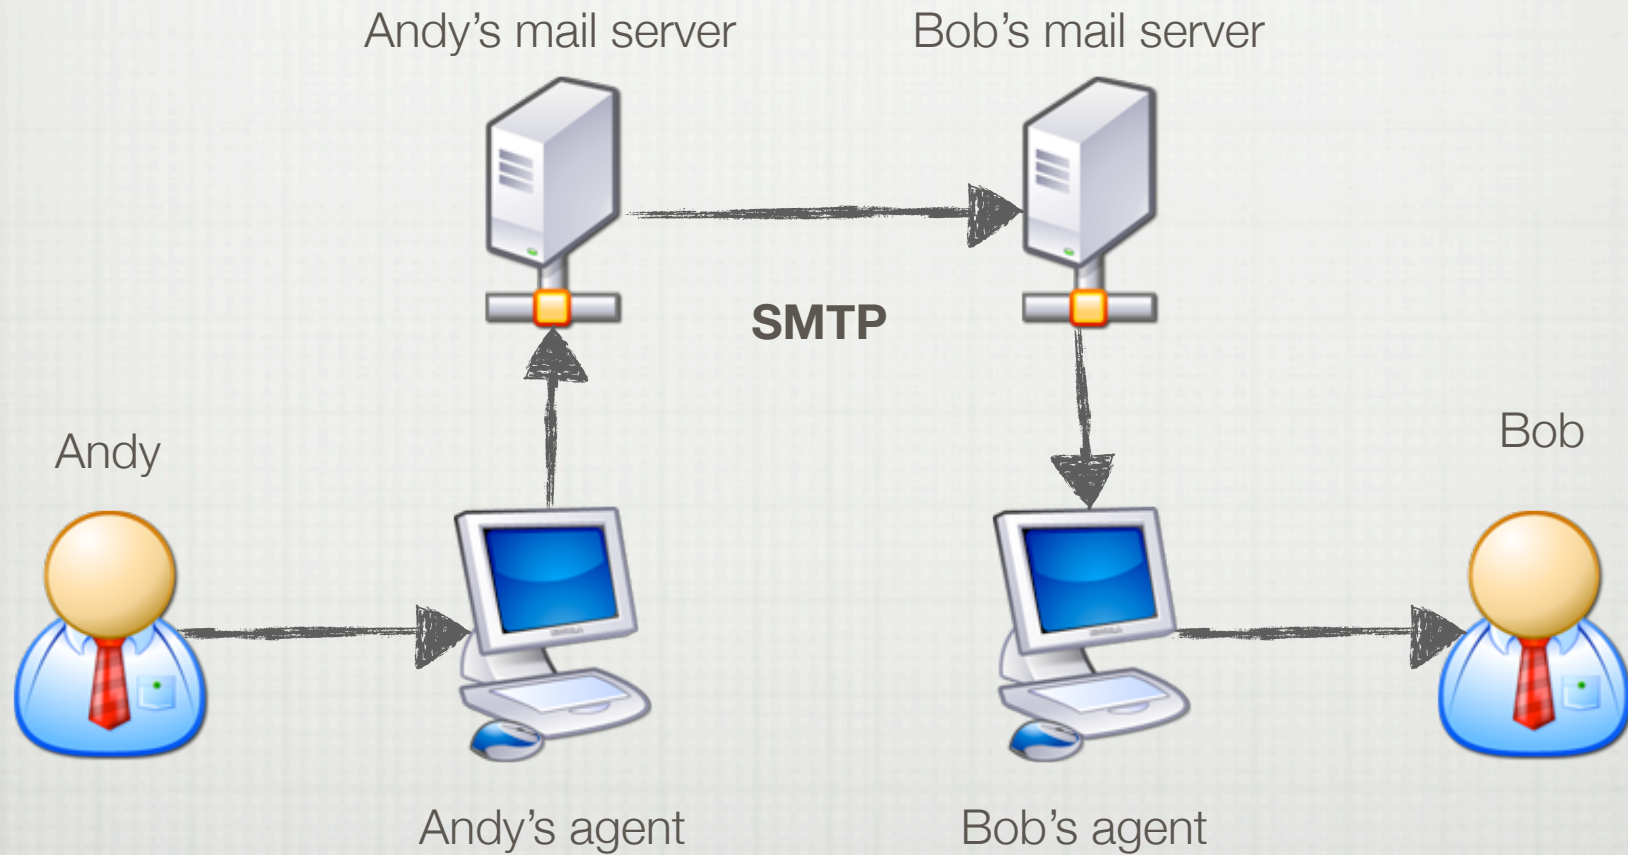 Andy’s mail server
Bob’s mail server
SMTP
Andy
Bob
Andy’s agent
Bob’s agent